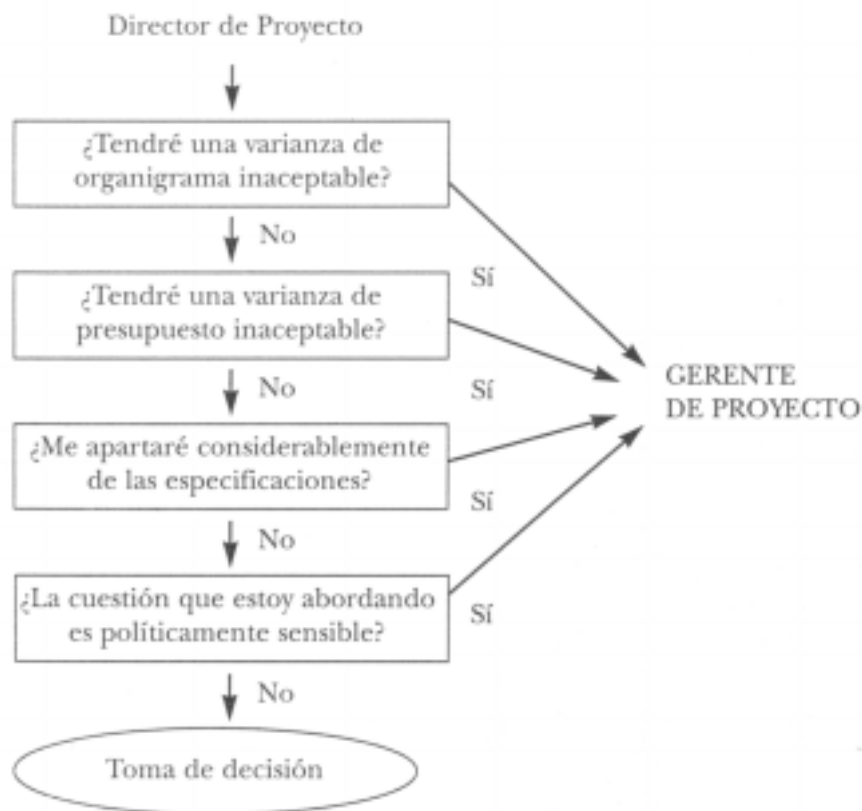 Director de Proyecto
¿Tendré una varianza de
organigrama inaceptable?
No
Sí
¿Tendré una varianza de
presupuesto inaceptable?
No
Sí
GERENTE
DE PROYECTO
¿Me apartaré considerablemente
de las especificaciones?
No
Sí
¿La cuestión que estoy abordando
es políticamente sensible?
Sí
No
Toma de decisión